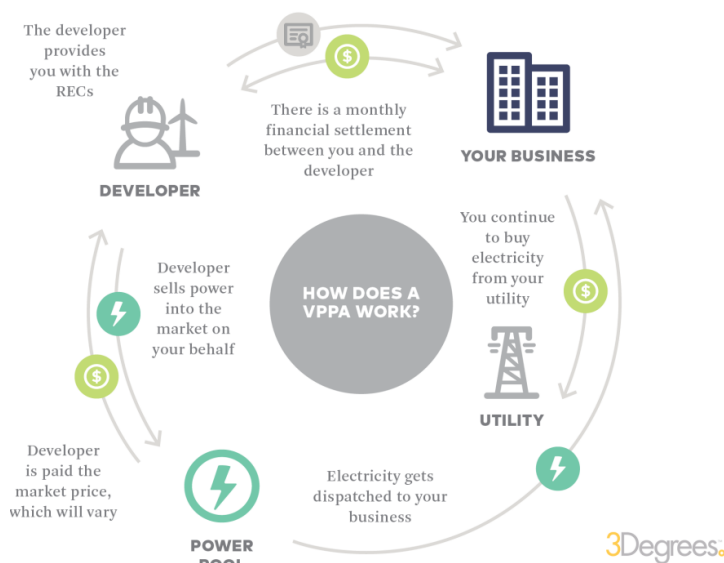 The developer
provides
you with the
RECs
$
There is a monthly
financial settlement
between you and the
developer
DEVELOPER
YOUR BUSINESS
You continue
to buy
electricity
from your
utility
$
UTILITY
HOW DOES A
VPPA WORK?
Developer
sells power
into the
market on
your behalf
$
Developer
is paid the
market price,
which will vary
Electricity gets
dispatched to your
business
POWER
POOL
3Degrees